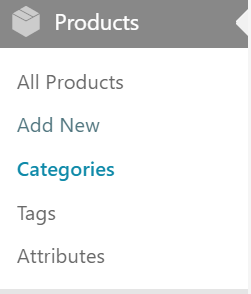 Products
All Products
Add New
Categories
Tags
Attributes